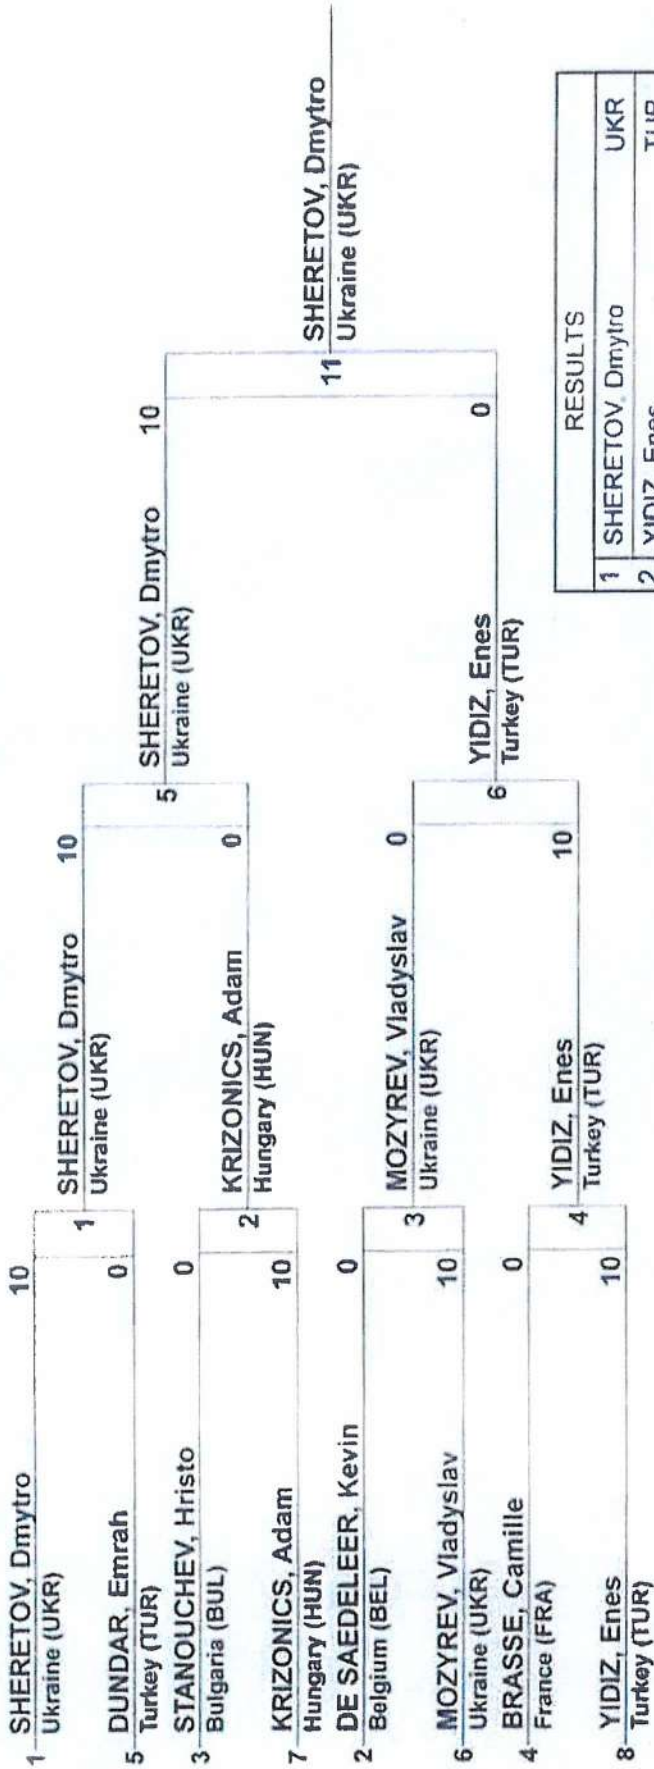 1 SHERETOV, Dmytro 10
Ukraine (UKR)
1
5 DUNDAR, Emrah 0
Turkey (TUR)
3 STANOUCHEV, Hristo 0
Bulgaria (BUL)
2
7 KRIZONICS, Adam 10
Hungary (HUN)
2 DE SAEDELEER, Kevin 0
Belgium (BEL)
3
6 MOZYREV, Vladyslav 10
Ukraine (UKR)
4 BRASSE, Camille 0
France (FRA)
4
8 YIDIZ, Enes 10
Turkey (TUR)
SHERETOV, Dmytro 10
Ukraine (UKR)
5
KRIZONICS, Adam 0
Hungary (HUN)
MOZYREV, Vladyslav 0
Ukraine (UKR)
6
YIDIZ, Enes 10
Turkey (TUR)
SHERETOV, Dmytro 10
Ukraine (UKR)
11
YIDIZ, Enes 0
Turkey (TUR)
SHERETOV, Dmytro
Ukraine (UKR)
RESULTS
1 SHERETOV, Dmytro UKR
2 YIDIZ, Enes TUR